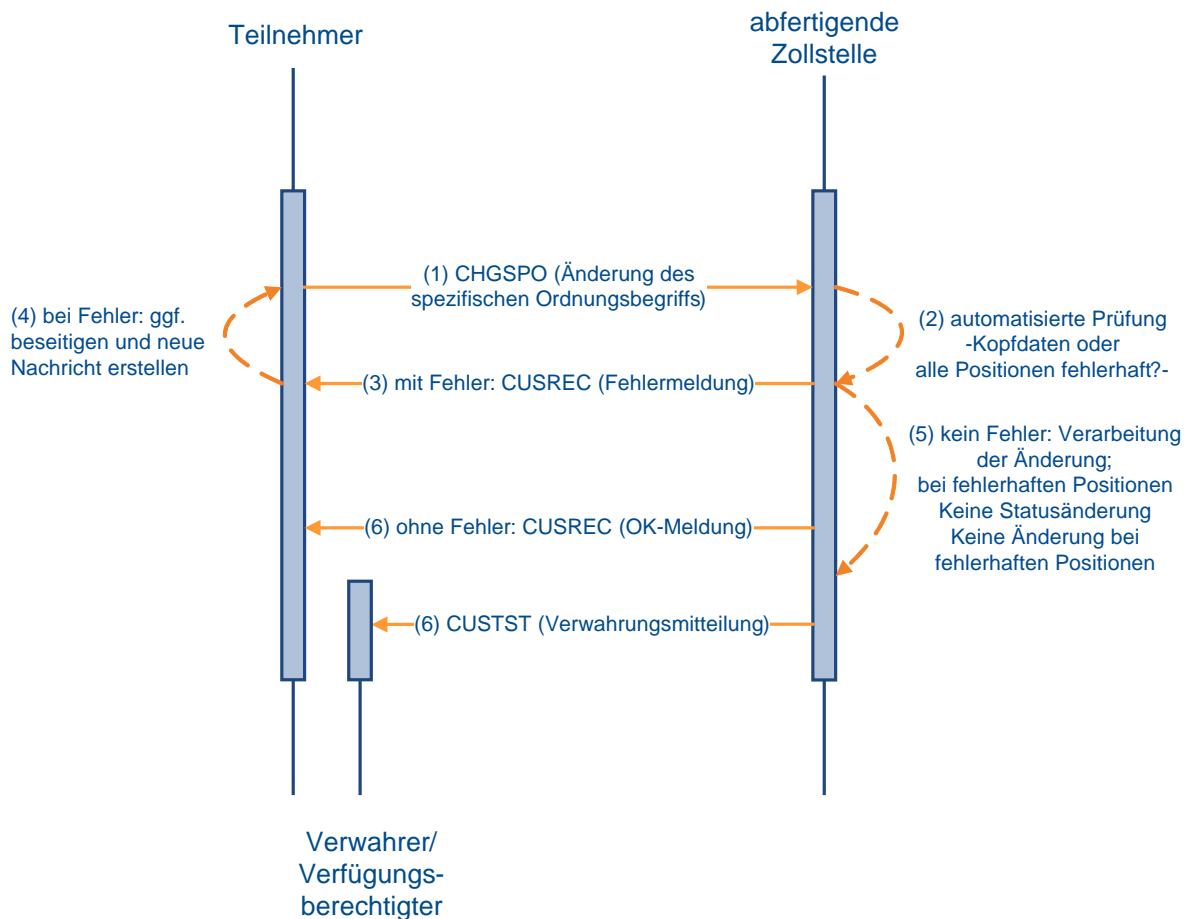 Teilnehmer
abfertigende
Zollstelle
(1) CHGSPO (Änderung des
spezifischen Ordnungsbegriffs)
(4) bei Fehler: ggf.
beseitigen und neue
Nachricht erstellen
(2) automatisierte Prüfung
-Kopfdaten oder
alle Positionen fehlerhaft?-
(3) mit Fehler: CUSREC (Fehlermeldung)
(5) kein Fehler: Verarbeitung
der Änderung;
bei fehlerhaften Positionen
Keine Statusänderung
Keine Änderung bei
fehlerhaften Positionen
(6) ohne Fehler: CUSREC (OK-Meldung)
(6) CUSTST (Verwahrungsmitteilung)
Verwahrer/
Verfügungs-
berechtigter